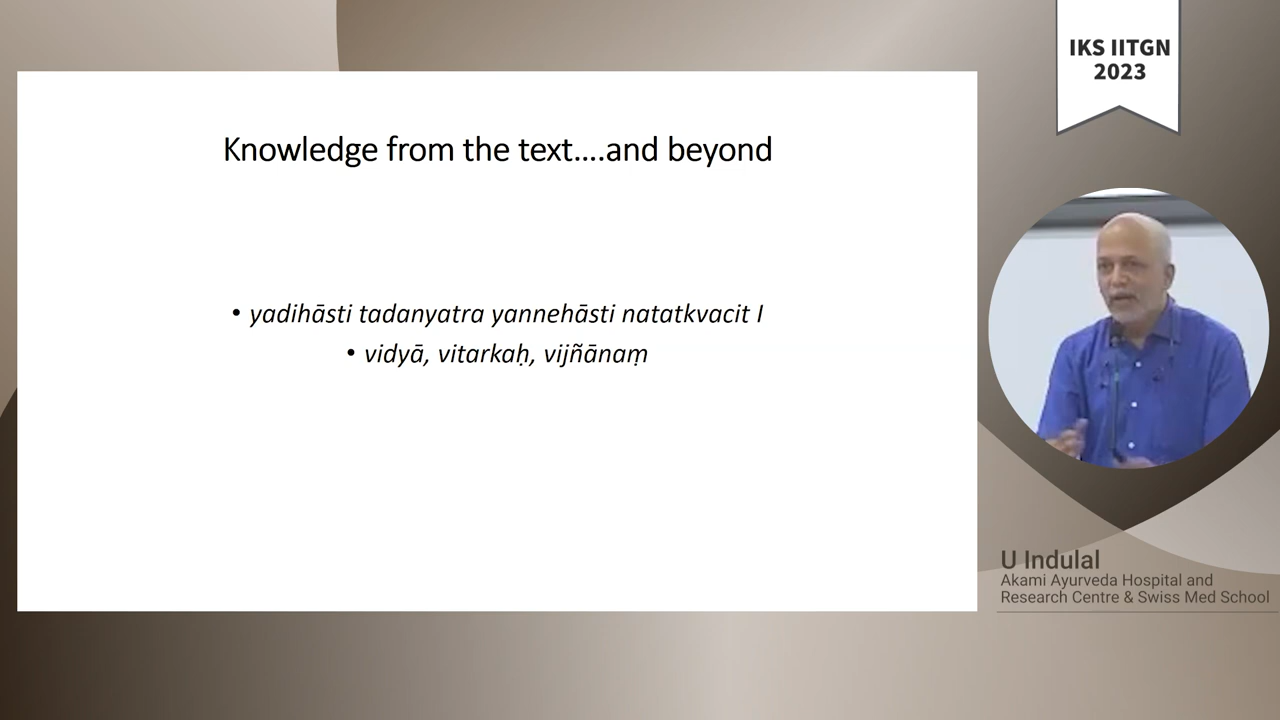 IKS IITGN
2023
Knowledge from the text....and beyond
• yadihāsti tadanyatra yannehāsti natatkvacit I
• vidyā, vitarkaḥ, vijñānaṃ
U Indulal
Akami Ayurveda Hospital and
Research Centre & Swiss Med School